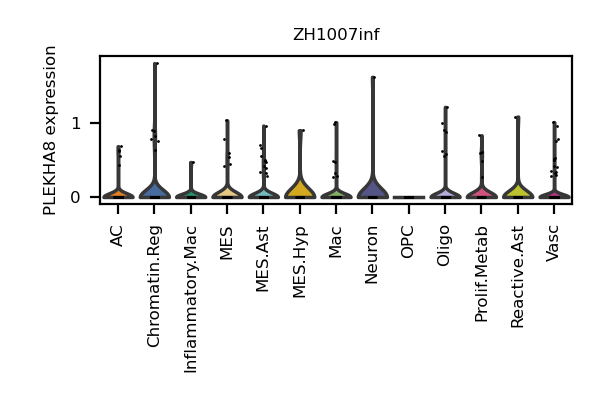 ZH1007inf
PLEKHA8 expression
1
0
AC
Chromatin.Reg
Inflammatory.Mac
MES
MES.Ast
MES.Hyp
Mac
Neuron
OPC
Oligo
Prolif.Metab
Reactive.Ast
Vasc